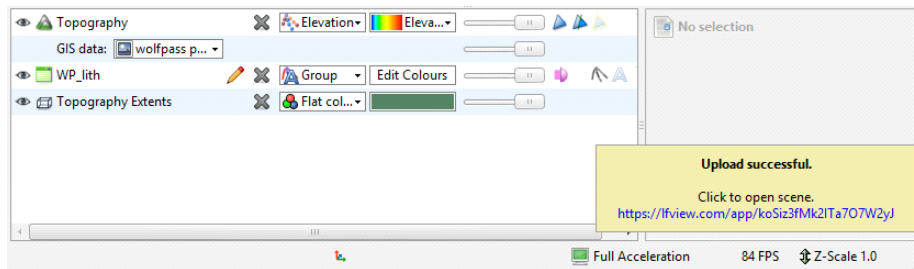 Topography Elevation Eleva...
GIS data: wolfpass p...
WP_lith Group Edit Colours
Topography Extents Flat col...
No selection
Upload successful.
Click to open scene.
https://lfview.com/app/koSiz3fMk2ITa7O7W2yJ
Full Acceleration 84 FPS Z-Scale 1.0